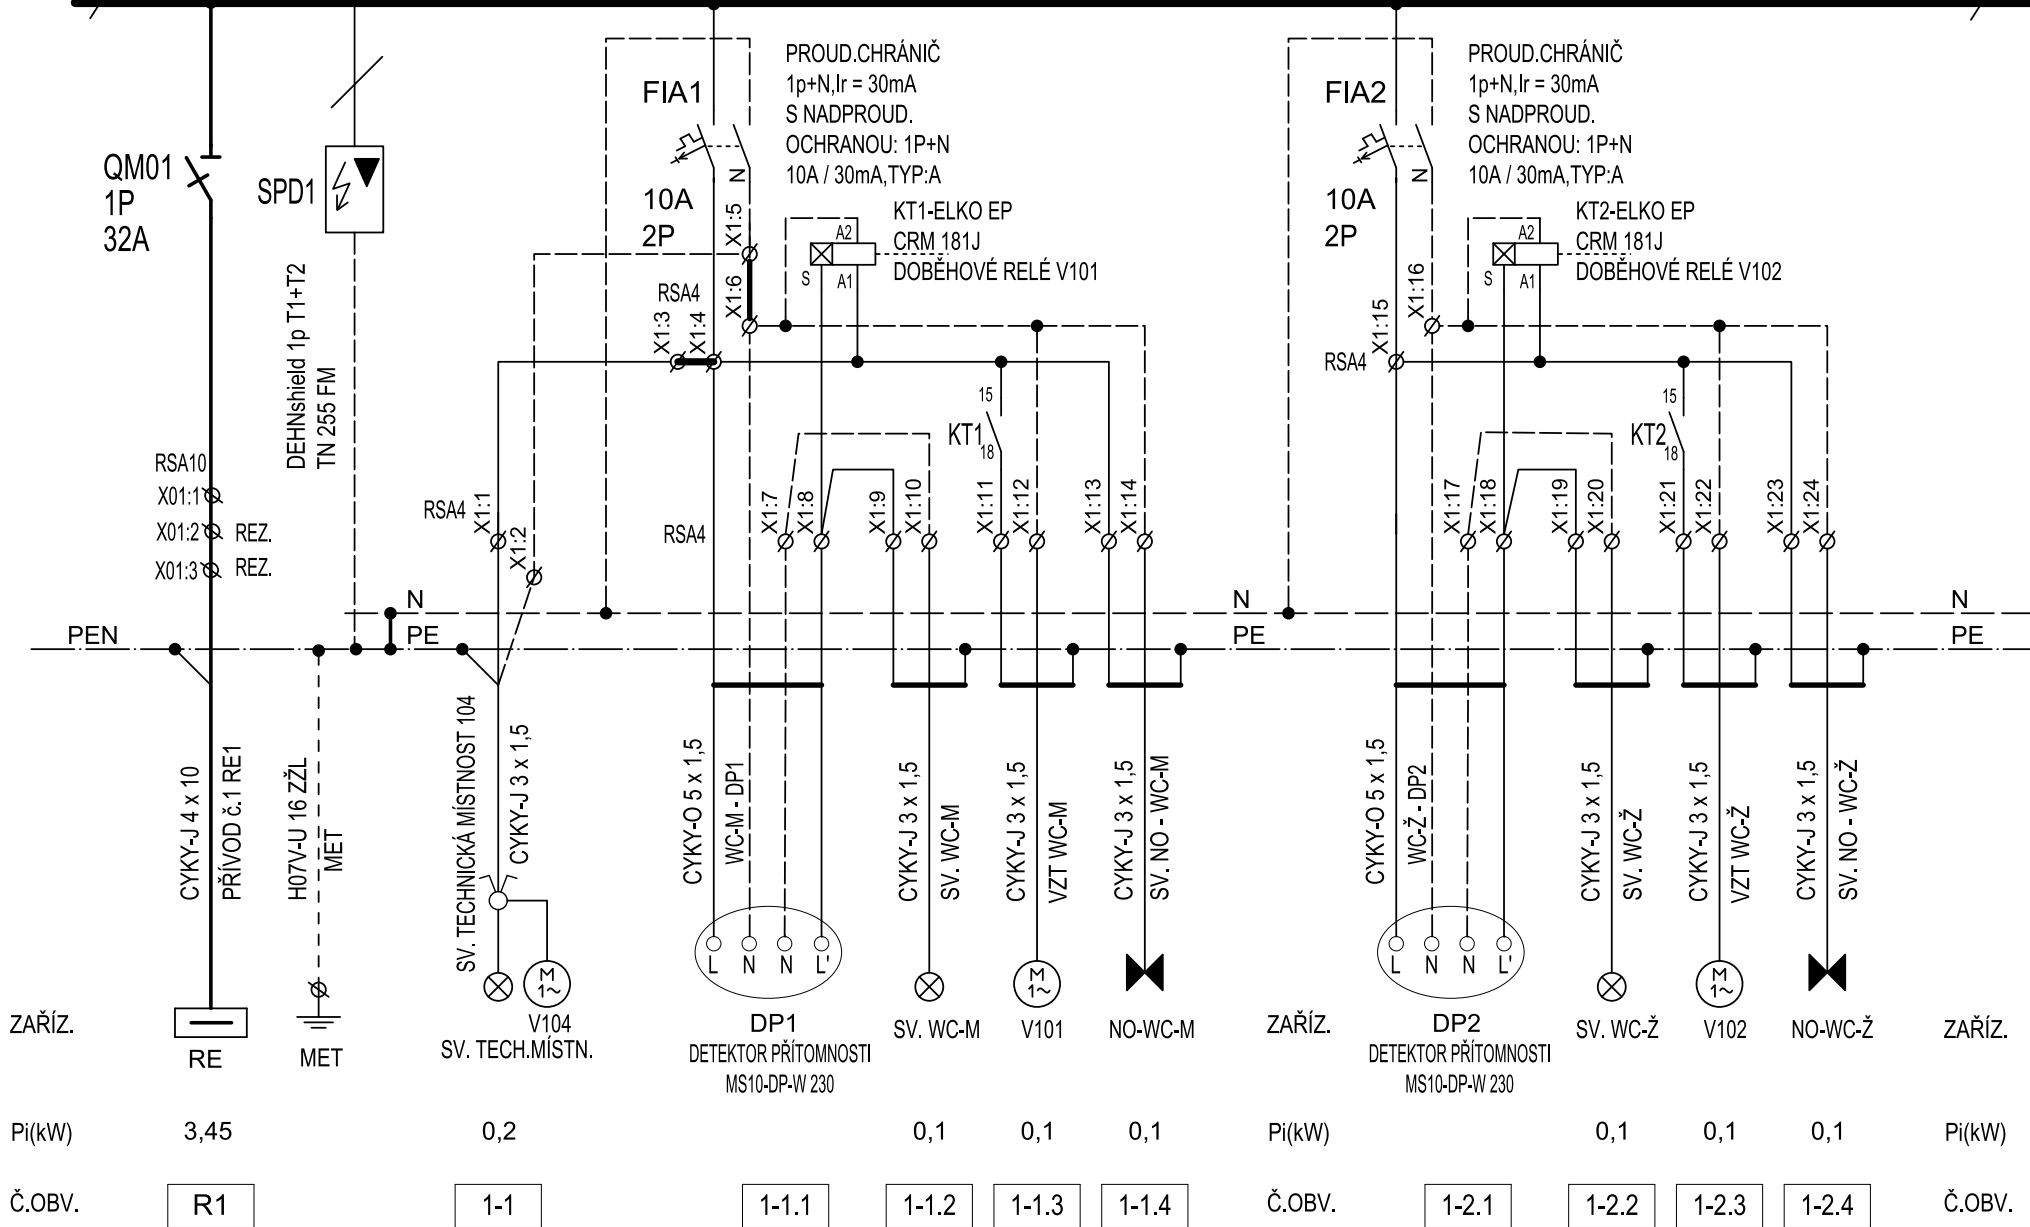 QM01
1P
32A
SPD1
DEHNshield 1p T1+T2
TN 255 FM
RSA10
X01:1
X01:2 REZ.
X01:3 REZ.
FIA1
10A
2P
N
PROUD.CHRÁNIČ
1p+N,Ir = 30mA
S NADPROUD.
OCHRANOU: 1P+N
10A / 30mA,TYP:A
KT1-ELKO EP
CRM 181J
DOBĚHOVÉ RELÉ V101
A2
S
A1
X1:5
X1:6
RSA4
X1:3
X1:4
15
KT1
18
RSA4
X1:1
X1:2
RSA4
X1:7
X1:8
X1:9
X1:10
X1:11
X1:12
X1:13
X1:14
FIA2
10A
2P
N
PROUD.CHRÁNIČ
1p+N,Ir = 30mA
S NADPROUD.
OCHRANOU: 1P+N
10A / 30mA,TYP:A
KT2-ELKO EP
CRM 181J
DOBĚHOVÉ RELÉ V102
A2
S
A1
X1:15
X1:16
RSA4
15
KT2
18
X1:17
X1:18
X1:19
X1:20
X1:21
X1:22
X1:23
X1:24
N
N
N
PEN
PE
PE
PE
CYKY-J 4 x 10
PŘÍVOD č.1 RE1
H07V-U 16 ZŽL
MET
SV. TECHNICKÁ MÍSTNOST 104
CYKY-J 3 x 1,5
CYKY-O 5 x 1,5
WC-M - DP1
CYKY-J 3 x 1,5
SV. WC-M
CYKY-J 3 x 1,5
VZT WC-M
CYKY-J 3 x 1,5
SV. NO - WC-M
CYKY-O 5 x 1,5
WC-Ž - DP2
CYKY-J 3 x 1,5
SV. WC-Ž
CYKY-J 3 x 1,5
VZT WC-Ž
CYKY-J 3 x 1,5
SV. NO - WC-Ž
L N N L'
L N N L'
M
1~
M
1~
M
1~
ZAŘÍZ.
RE
MET
V104
SV. TECH.MÍSTN.
DP1
DETEKTOR PŘÍTOMNOSTI
MS10-DP-W 230
SV. WC-M
V101
NO-WC-M
ZAŘÍZ.
DP2
DETEKTOR PŘÍTOMNOSTI
MS10-DP-W 230
SV. WC-Ž
V102
NO-WC-Ž
ZAŘÍZ.
Pi(kW) 3,45 0,2 0,1 0,1 0,1 Pi(kW) 0,1 0,1 0,1 Pi(kW)
Č.OBV. R1 1-1 1-1.1 1-1.2 1-1.3 1-1.4 Č.OBV. 1-2.1 1-2.2 1-2.3 1-2.4 Č.OBV.